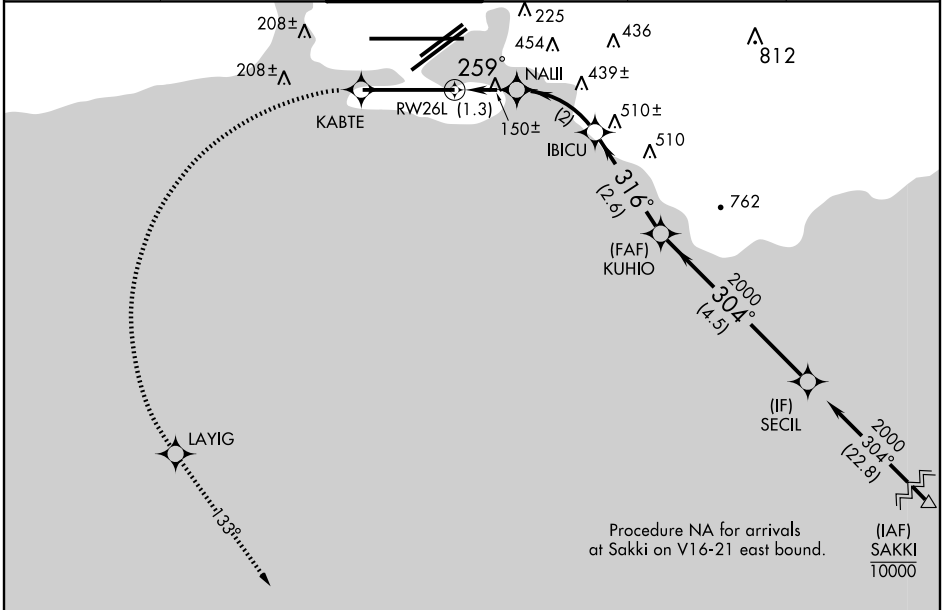 208±
225
454
436
812
208±
259°
NALII
439±
KABTE
RW26L
(1.3)
150±
(2)
510±
IBICU
510
316°
(2.6)
762
(FAF)
KUHIO
2000
304°
(4.5)
(IF)
SECIL
LAYIG
2000
304°
(22.8)
133°
Procedure NA for arrivals
at Sakki on V16-21 east bound.
(IAF)
SAKKI
10000